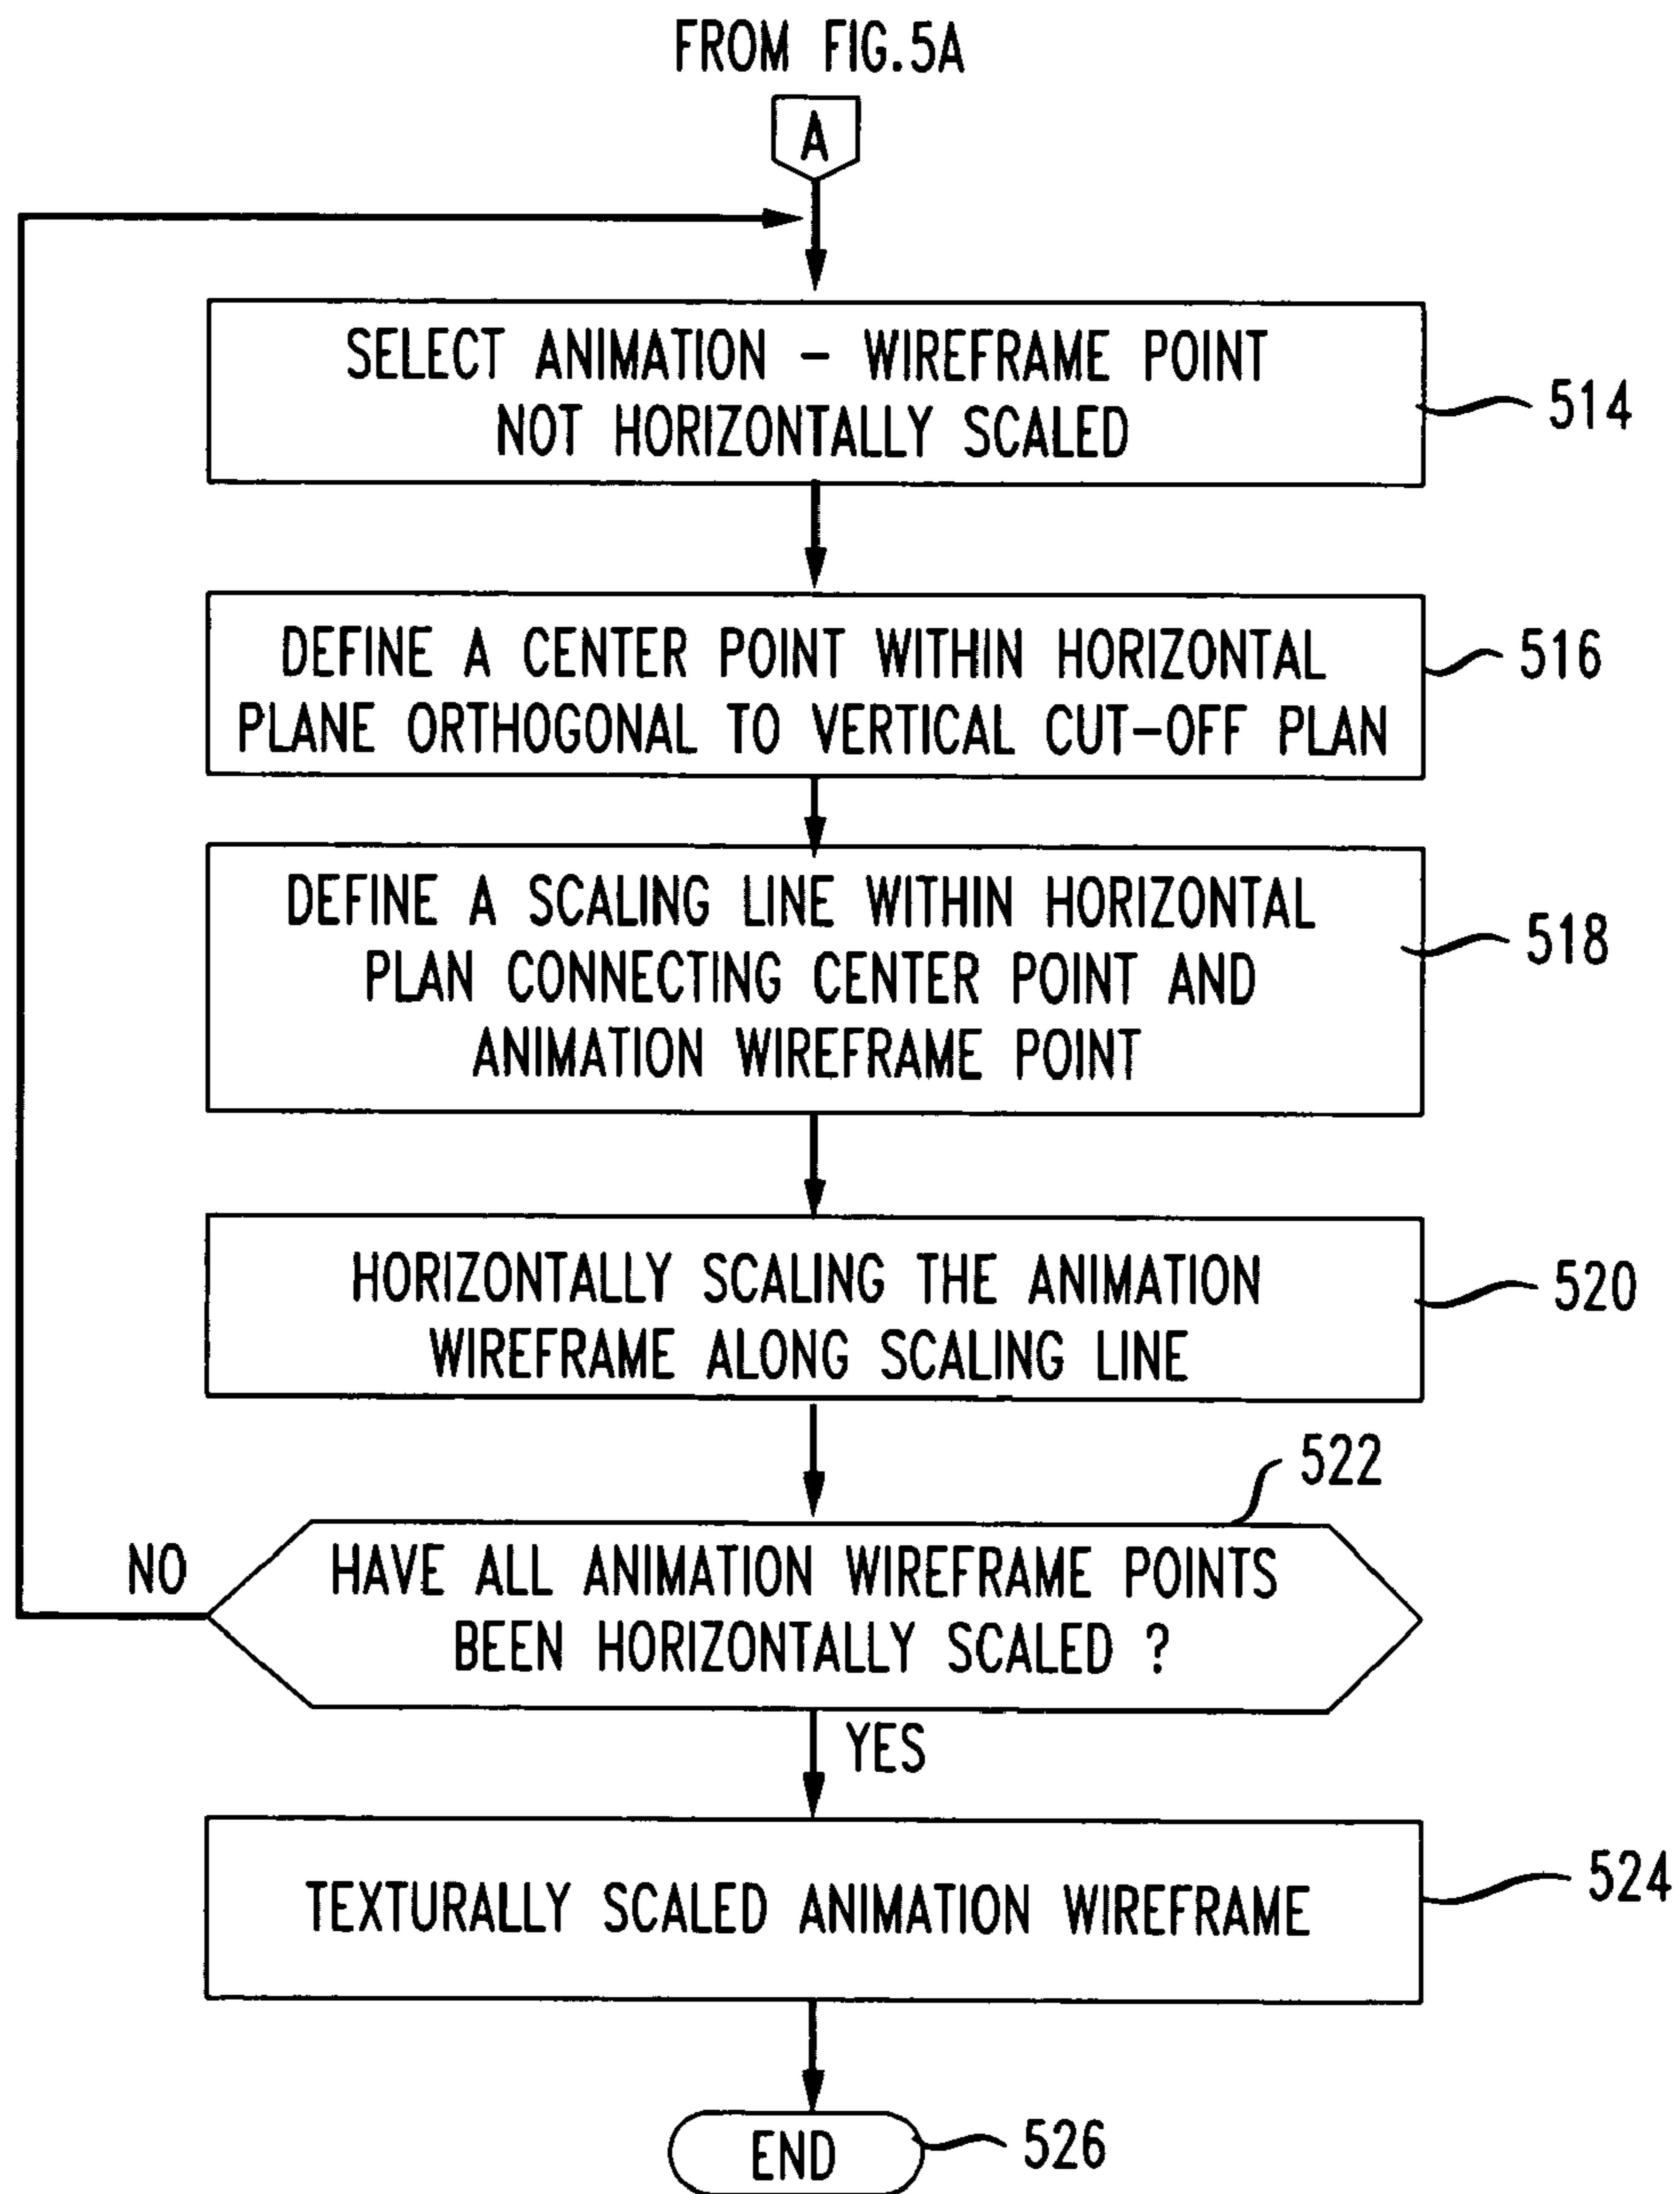 FROM FIG.5A
A
SELECT ANIMATION - WIREFRAME POINT
NOT HORIZONTALLY SCALED
514
DEFINE A CENTER POINT WITHIN HORIZONTAL
PLANE ORTHOGONAL TO VERTICAL CUT-OFF PLAN
516
DEFINE A SCALING LINE WITHIN HORIZONTAL
PLAN CONNECTING CENTER POINT AND
ANIMATION WIREFRAME POINT
518
HORIZONTALLY SCALING THE ANIMATION
WIREFRAME ALONG SCALING LINE
520
522
NO
HAVE ALL ANIMATION WIREFRAME POINTS
BEEN HORIZONTALLY SCALED ?
YES
TEXTURALLY SCALED ANIMATION WIREFRAME
524
END
526